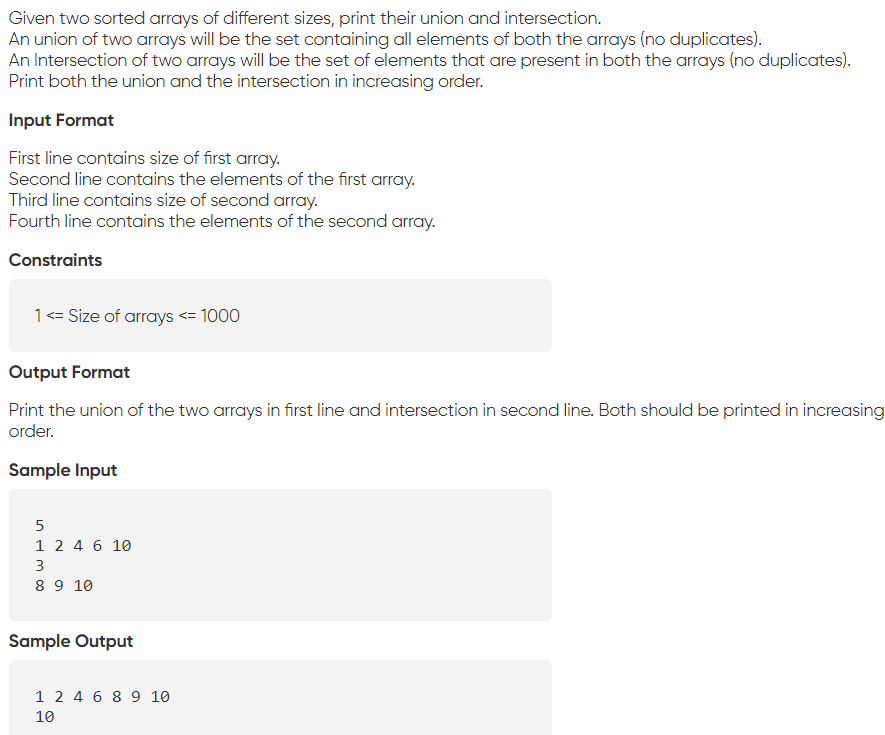 Given two sorted arrays of different sizes, print their union and intersection.
An union of two arrays will be the set containing all elements of both the arrays (no duplicates).
An Intersection of two arrays will be the set of elements that are present in both the arrays (no duplicates).
Print both the union and the intersection in increasing order.
Input Format
First line contains size of first array.
Second line contains the elements of the first array.
Third line contains size of second array.
Fourth line contains the elements of the second array.
Constraints
1 <= Size of arrays <= 1000
Output Format
Print the union of the two arrays in first line and intersection in second line. Both should be printed in increasing
order.
Sample Input
5
1 2 4 6 10
3
8 9 10
Sample Output
1 2 4 6 8 9 10
10